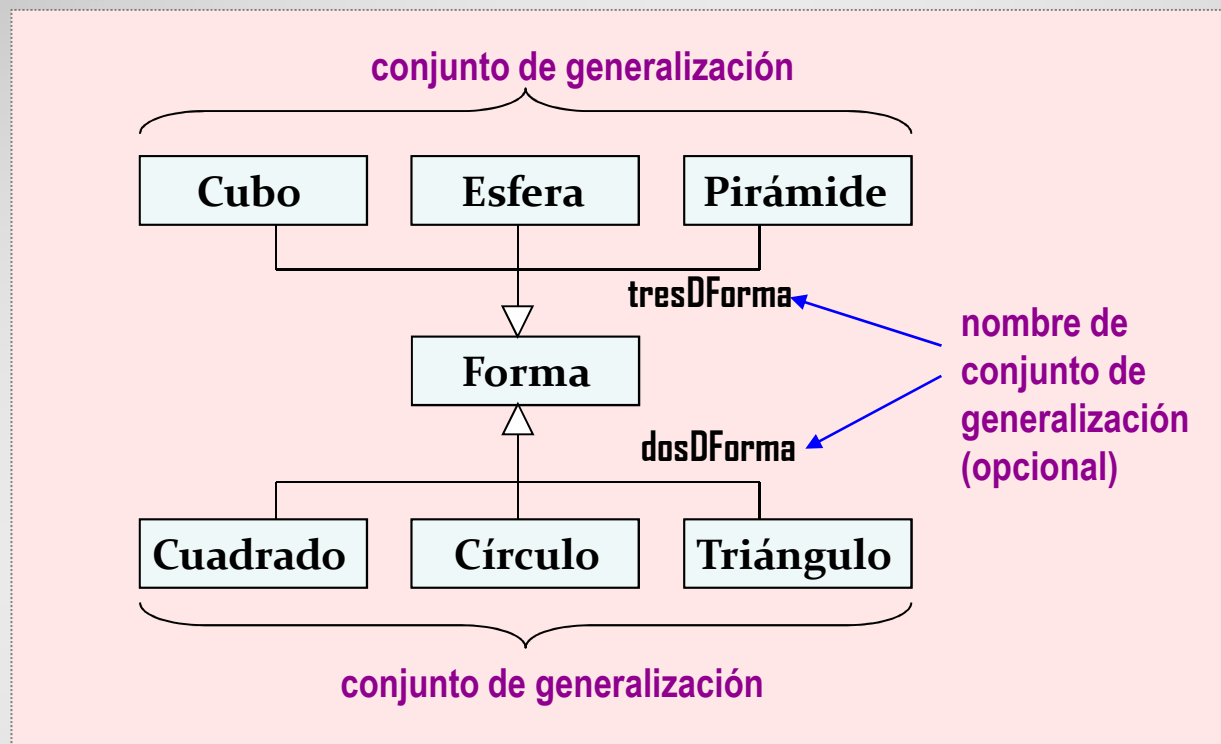 conjunto de generalización
Cubo
Esfera
Pirámide
tresDForma
Forma
nombre de
conjunto de
generalización
(opcional)
dosDForma
Cuadrado
Círculo
Triángulo
conjunto de generalización